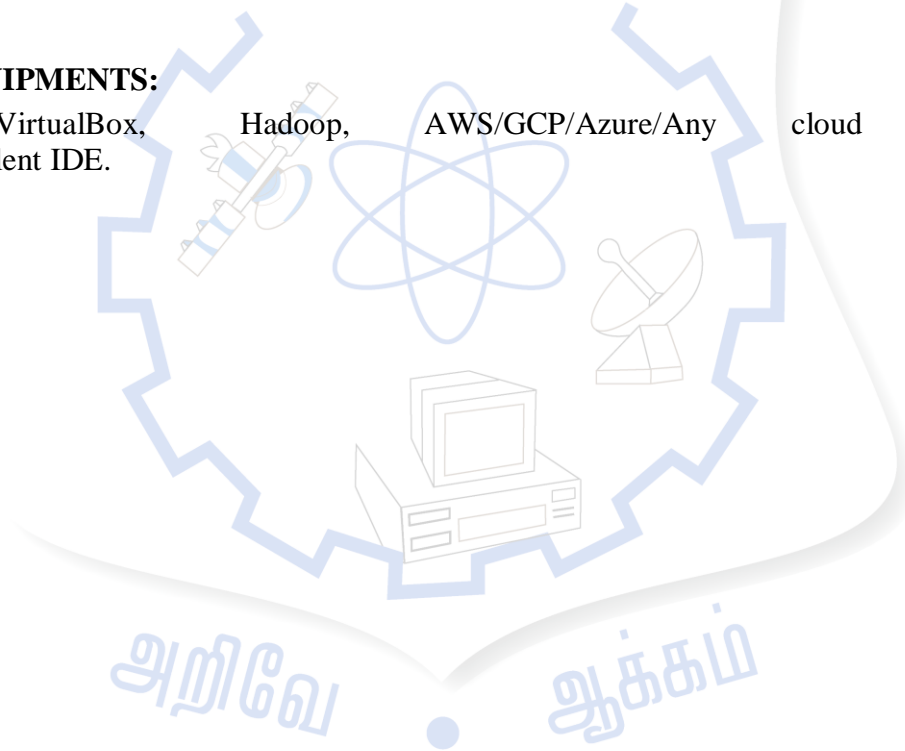 IPMENTS:
VirtualBox, Hadoop, AWS/GCP/Azure/Any cloud
lent IDE.
அறிவே ஆக்கம்